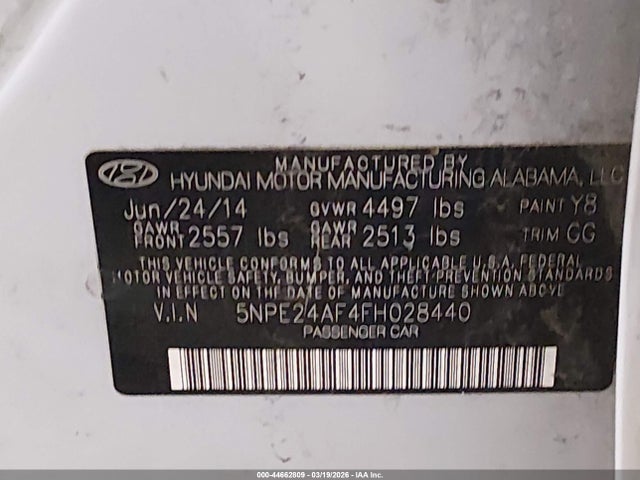 MANUFACTURED BY
HYUNDAI MOTOR MANUFACTURING ALABAMA, LLC
Jun/24/14 GVWR 4497 lbs PAINT Y8
GAWR FRONT 2557 lbs GAWR REAR 2513 lbs TRIM GG
THIS VEHICLE CONFORMS TO ALL APPLICABLE U.S.A. FEDERAL
MOTOR VEHICLE SAFETY, BUMPER, AND THEFT PREVENTION STANDARDS
IN EFFECT ON THE DATE OF MANUFACTURE SHOWN ABOVE.
V.I.N 5NPE24AF4FH028440
PASSENGER CAR
000-44662809 - 03/19/2026 - IAA Inc.